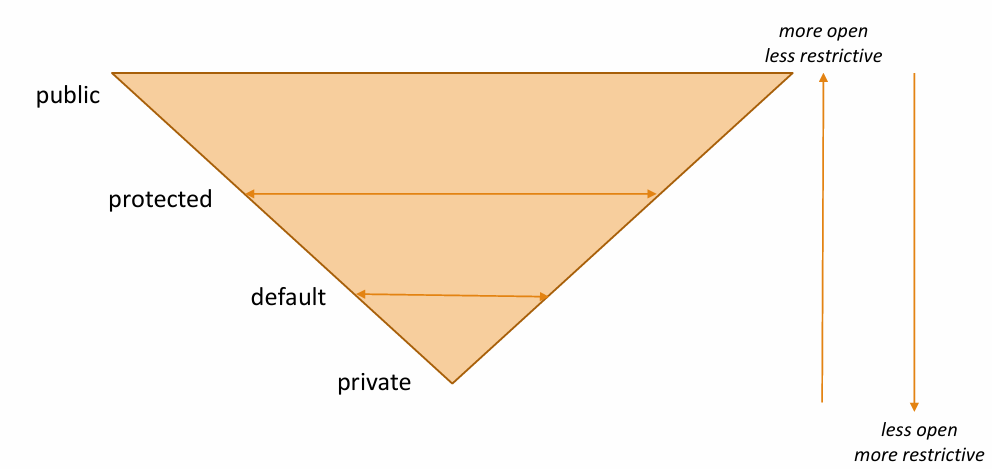 more open
less restrictive
public
protected
default
private
less open
more restrictive